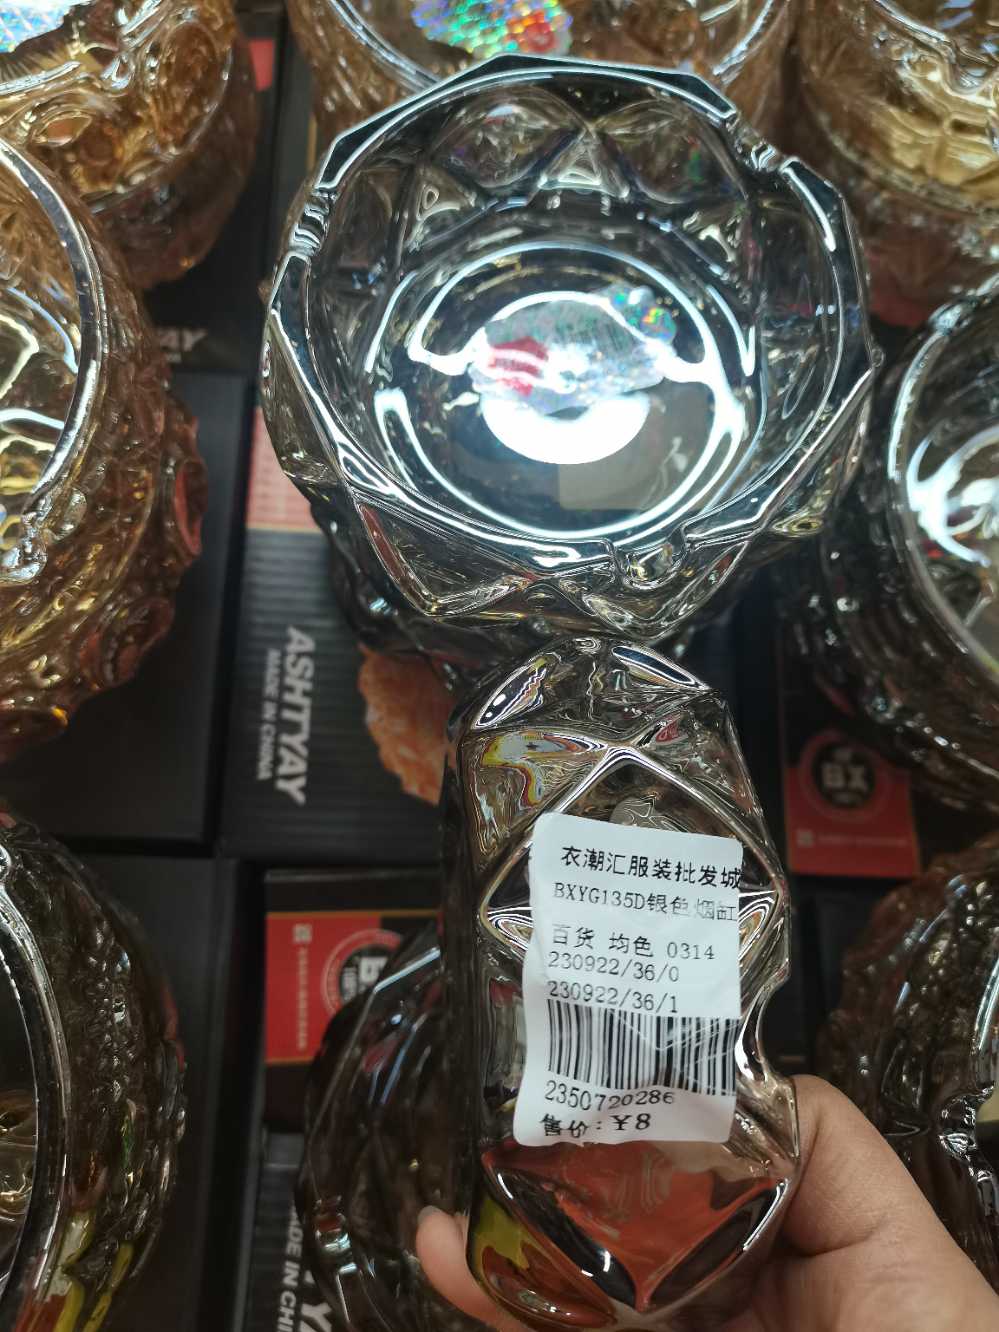 衣潮汇服装批发城
BXYG135D银色烟缸
百货 均色 0314
230922/36/0
230922/36/1
2350720286
售价:¥8
ASHTYAY
MADE IN CHINA
BX